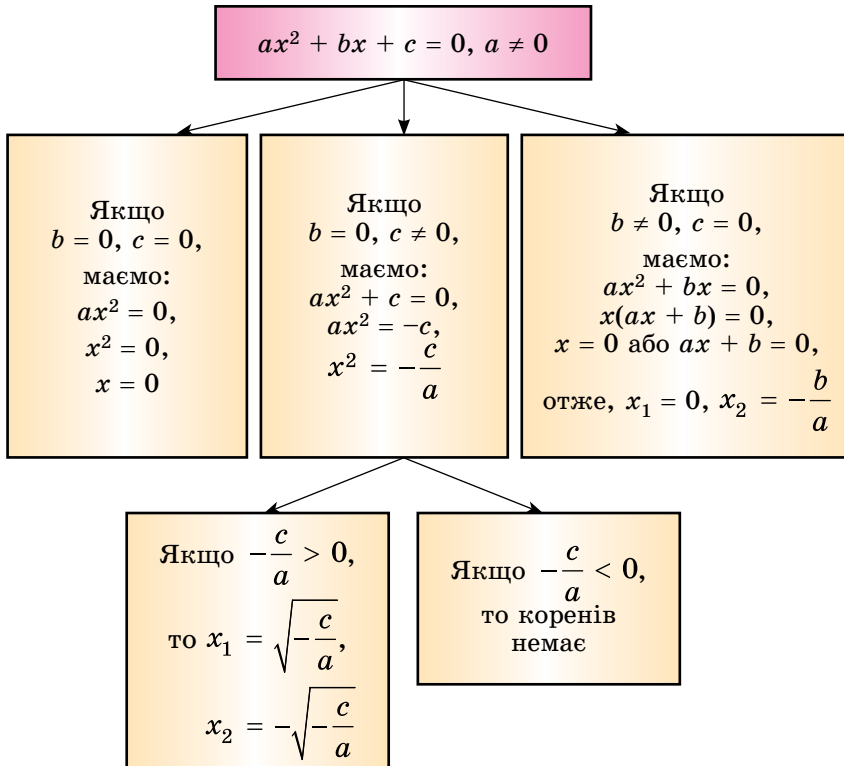 ax² + bx + c = 0, a ≠ 0
Якщо
b = 0, c = 0,
маємо:
ax² = 0,
x² = 0,
x = 0
Якщо
b = 0, c ≠ 0,
маємо:
ax² + c = 0,
ax² = −c,
x² = −c/a
Якщо
b ≠ 0, c = 0,
маємо:
ax² + bx = 0,
x(ax + b) = 0,
x = 0 або ax + b = 0,
отже, x₁ = 0, x₂ = −b/a
Якщо −c/a > 0,
то x₁ = √(−c/a),
x₂ = −√(−c/a)
Якщо −c/a < 0,
то коренів
немає